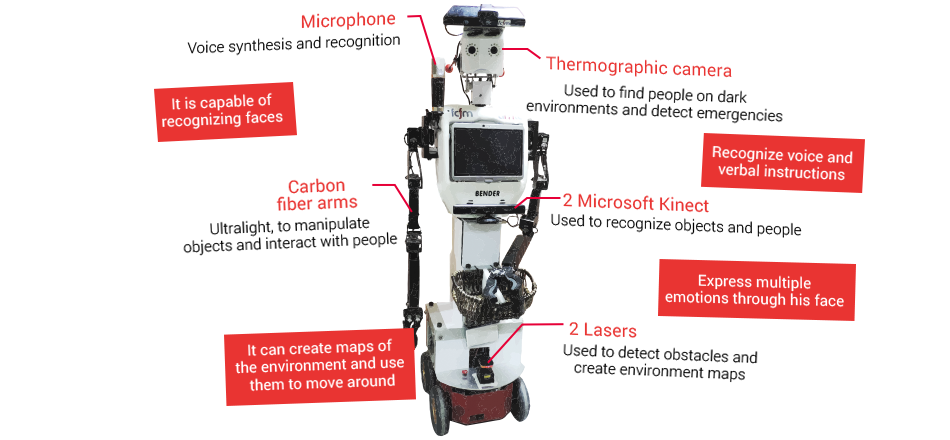 Microphone
Voice synthesis and recognition
Thermographic camera
Used to find people on dark
environments and detect emergencies
It is capable of
recognizing faces
Recognize voice and
verbal instructions
BENDER
Carbon
fiber arms
Ultralight, to manipulate
objects and interact with people
2 Microsoft Kinect
Used to recognize objects and people
Express multiple
emotions through his face
2 Lasers
Used to detect obstacles and
create environment maps
It can create maps of
the environment and use
them to move around